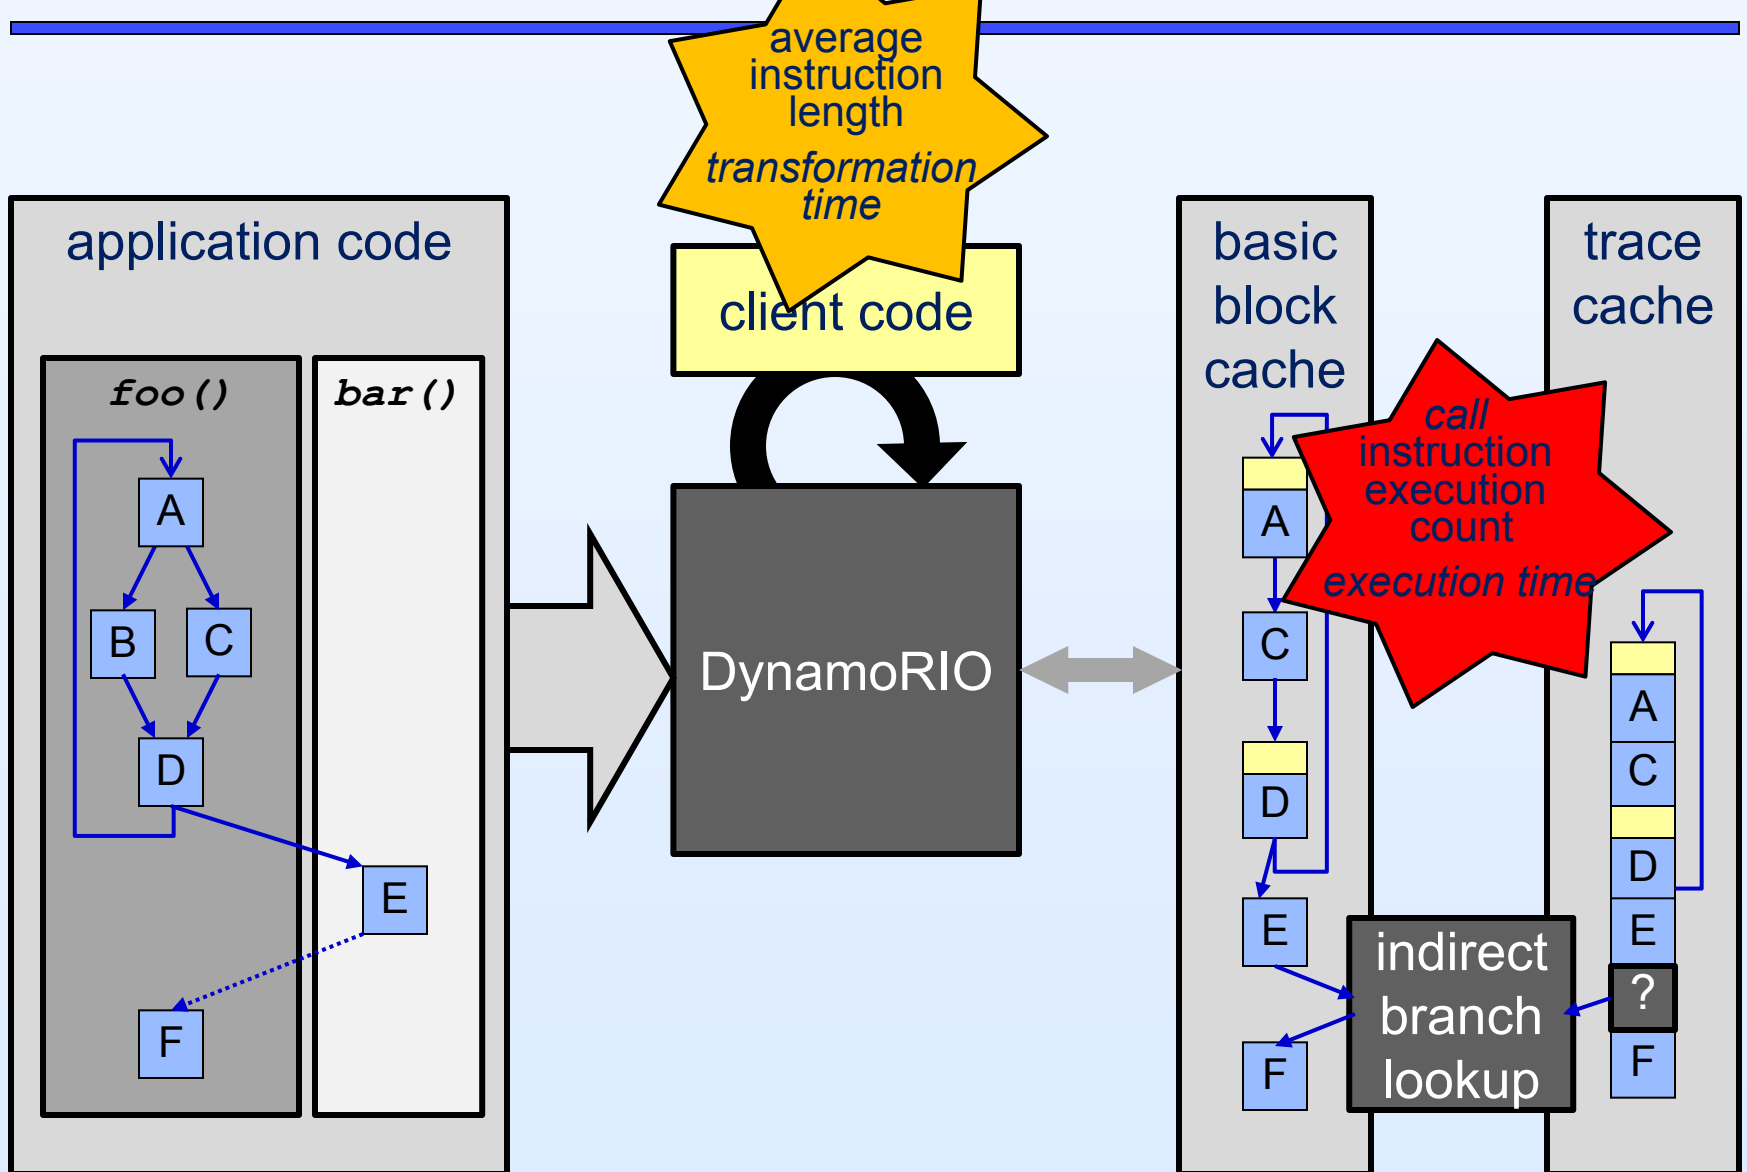 average
instruction
length
transformation
time
application code
client code
basic
block
cache
trace
cache
foo()
bar()
call
instruction
execution
count
execution time
A
B
C
D
E
F
DynamoRIO
A
C
D
E
F
indirect
branch
lookup
A
C
D
E
?
F